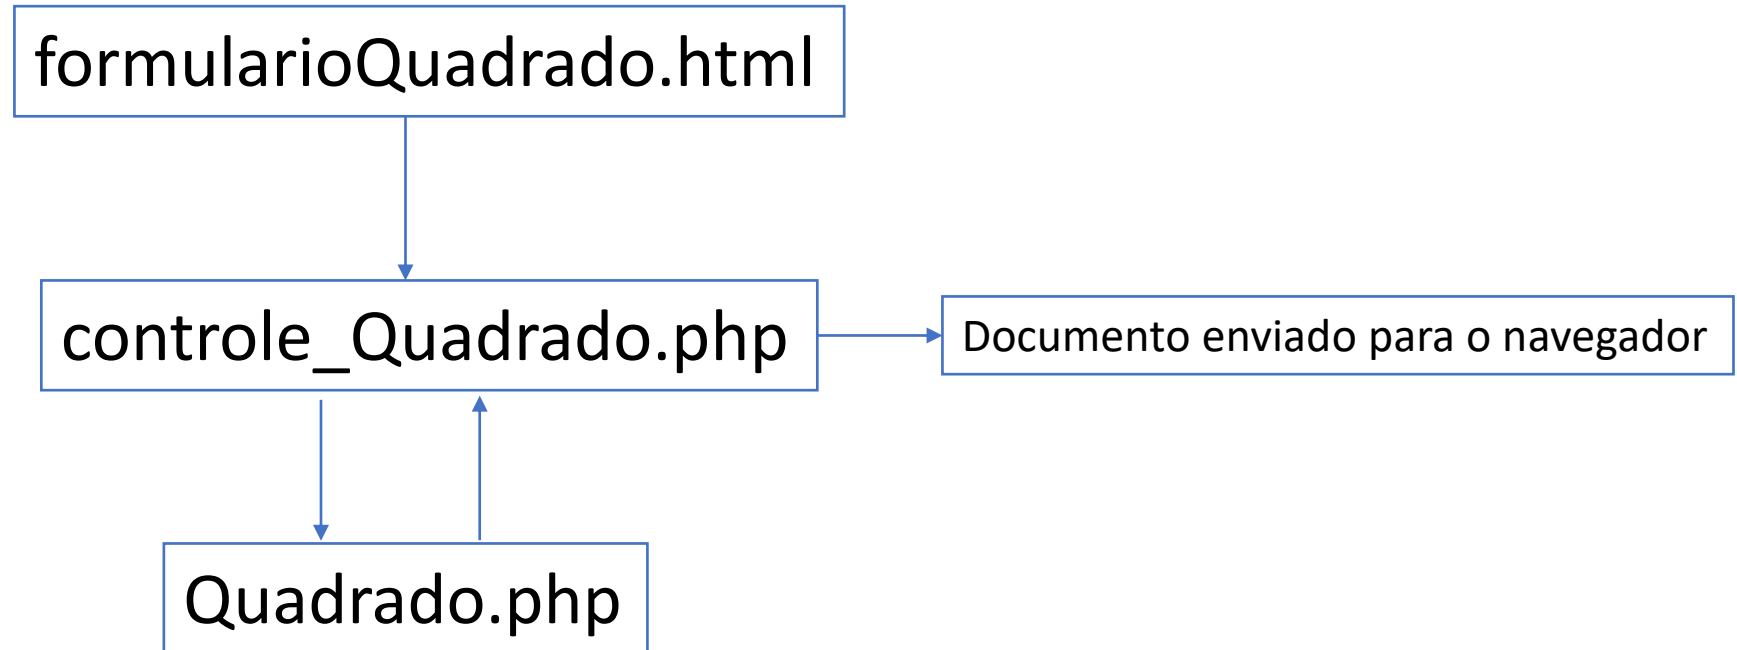 formularioQuadrado.html
controle_Quadrado.php
Documento enviado para o navegador
Quadrado.php